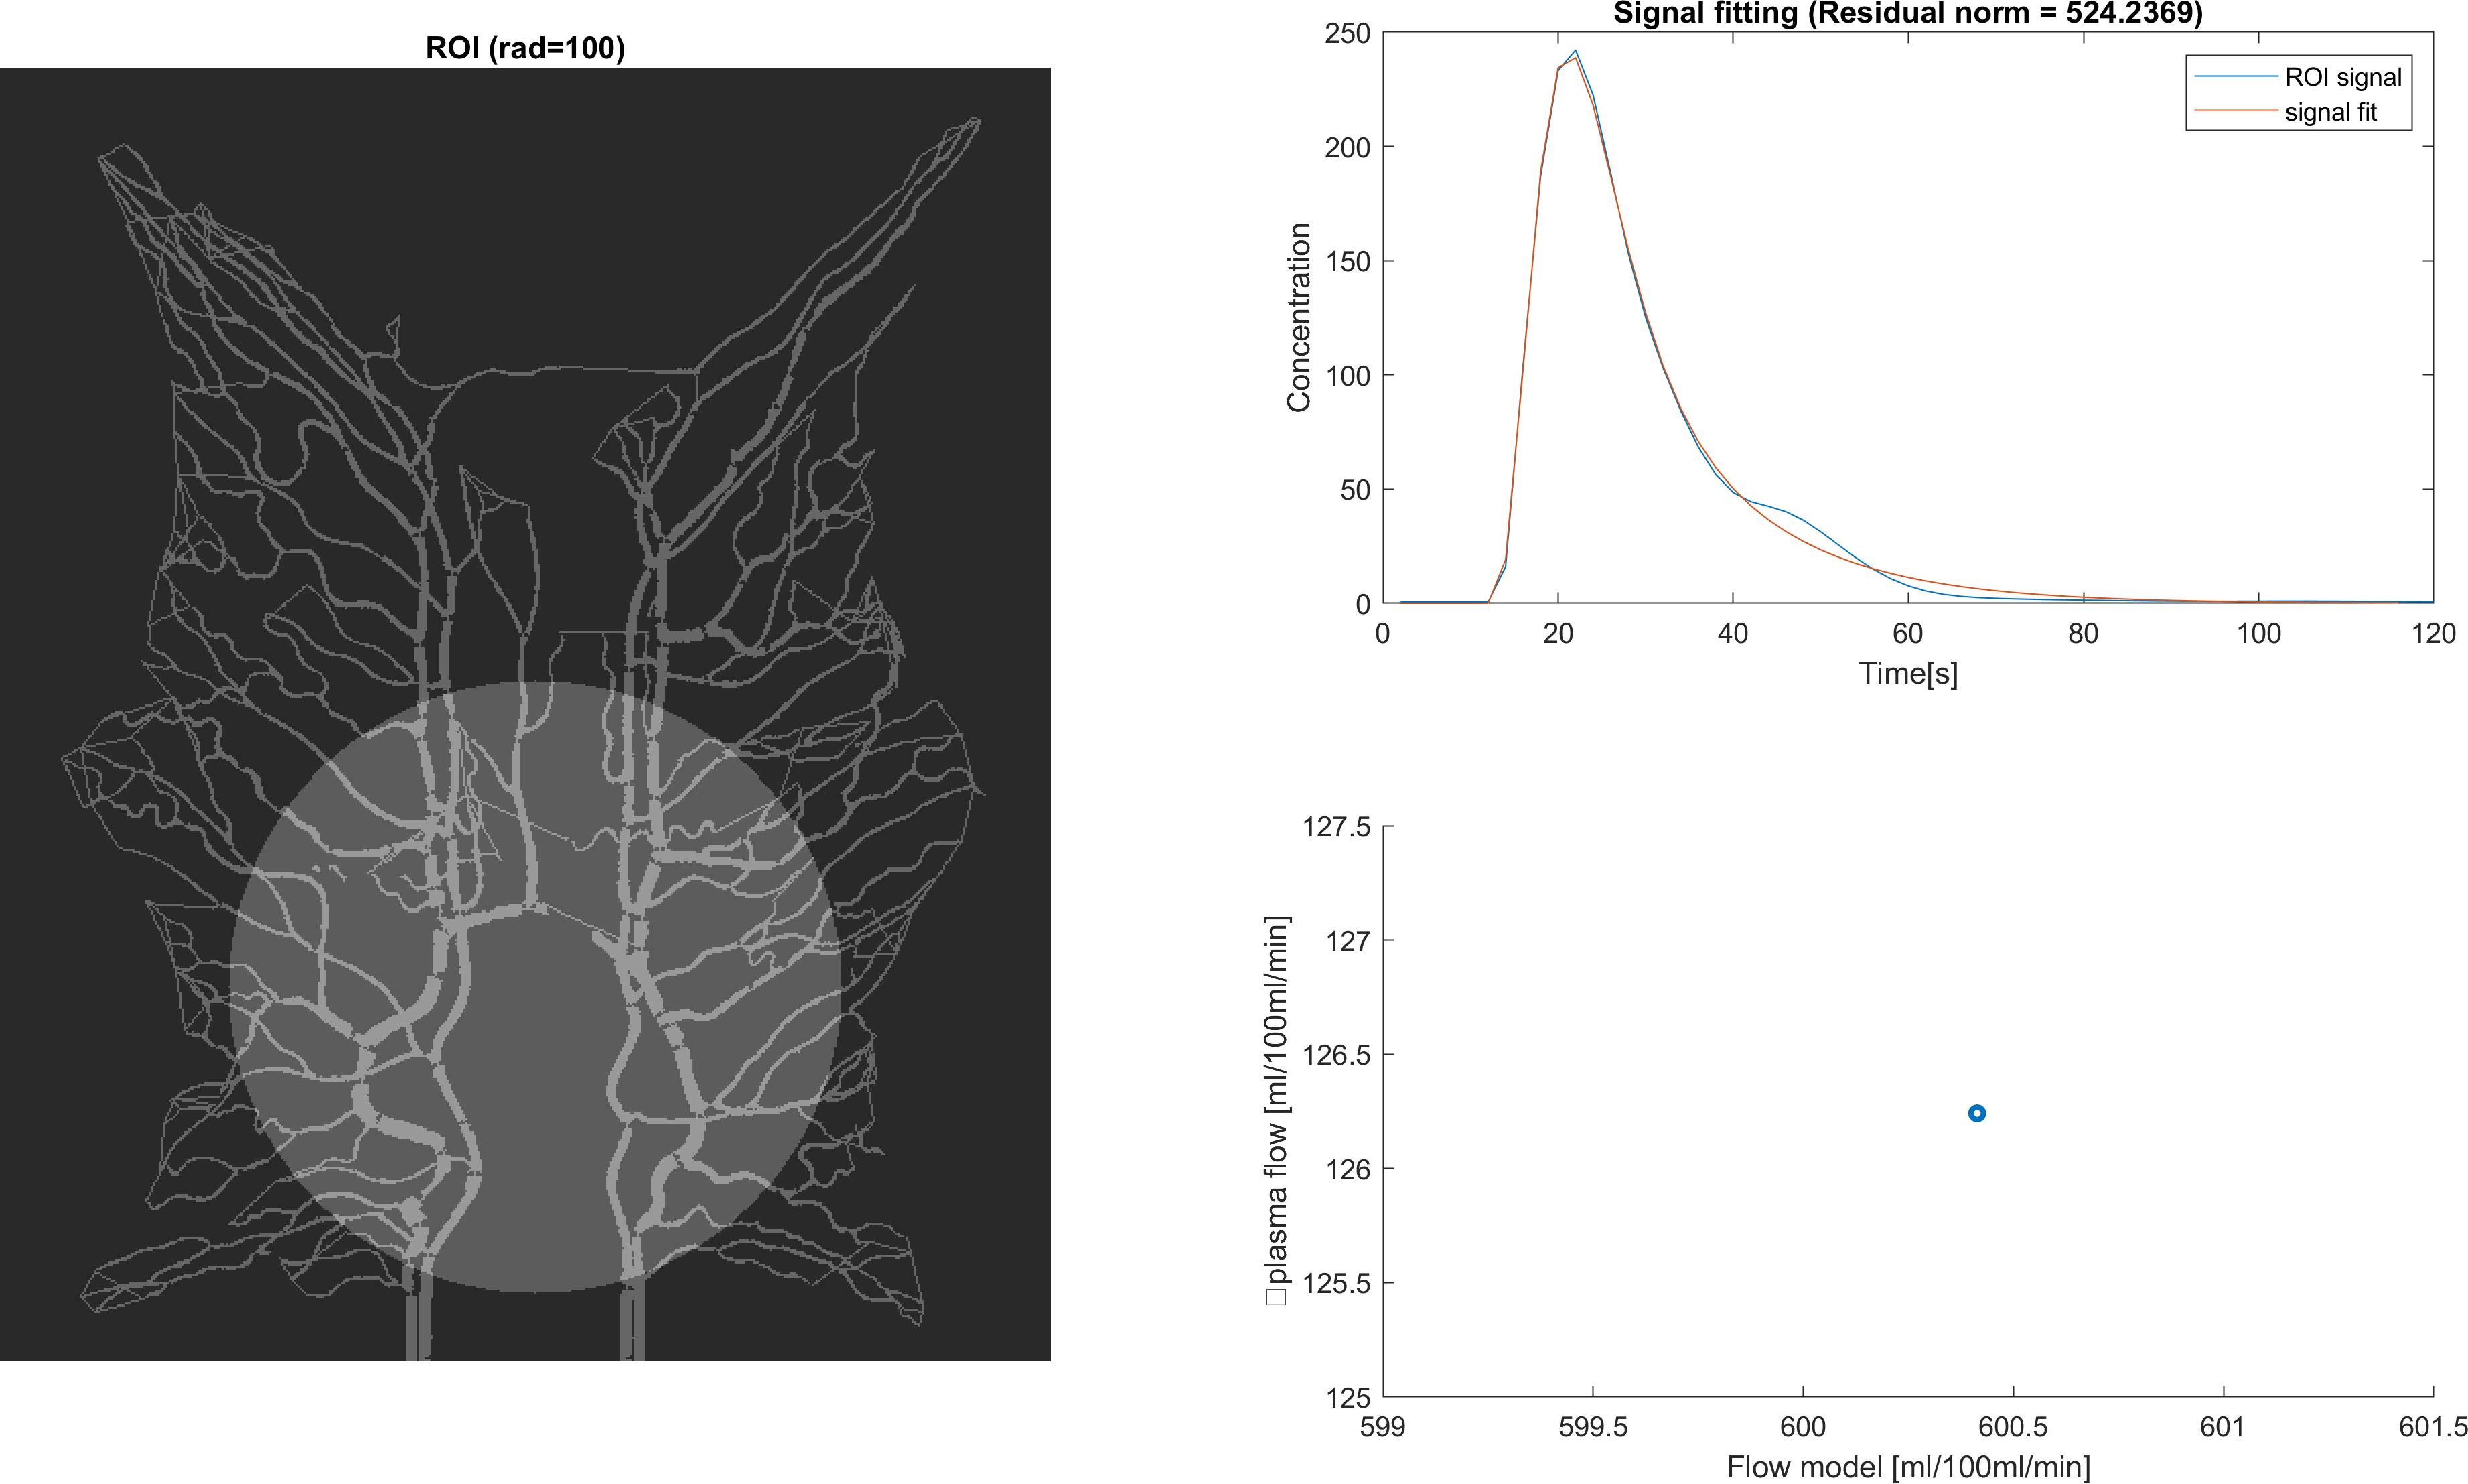 ROI (rad=100)
Signal fitting (Residual norm = 524.2369)
250
200
150
100
50
0
Concentration
ROI signal
signal fit
0 20 40 60 80 100 120
Time[s]
127.5
127
126.5
126
125.5
125
□plasma flow [ml/100ml/min]
599 599.5 600 600.5 601 601.5
Flow model [ml/100ml/min]